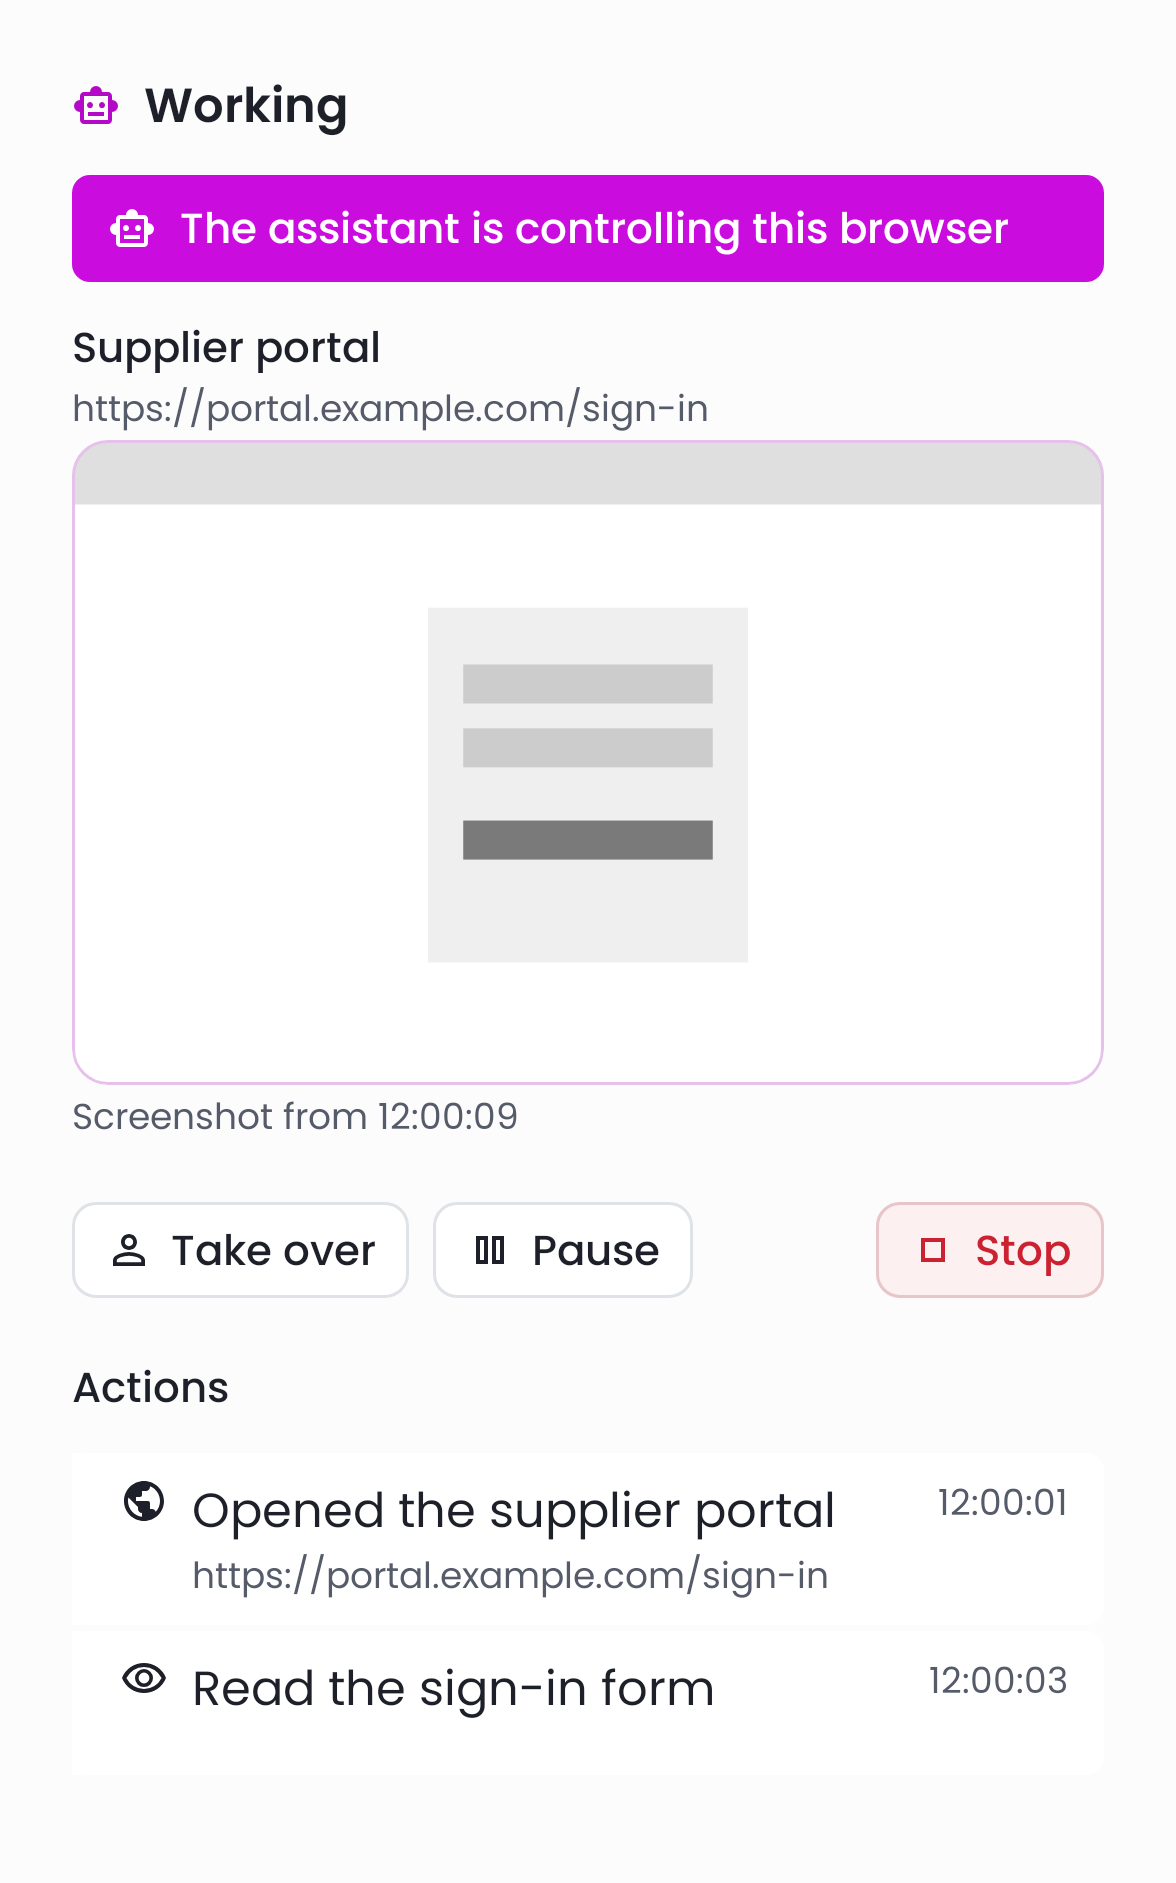 Working
The assistant is controlling this browser
Supplier portal
https://portal.example.com/sign-in
Screenshot from 12:00:09
Take over
Pause
Stop
Actions
Opened the supplier portal
12:00:01
https://portal.example.com/sign-in
Read the sign-in form
12:00:03